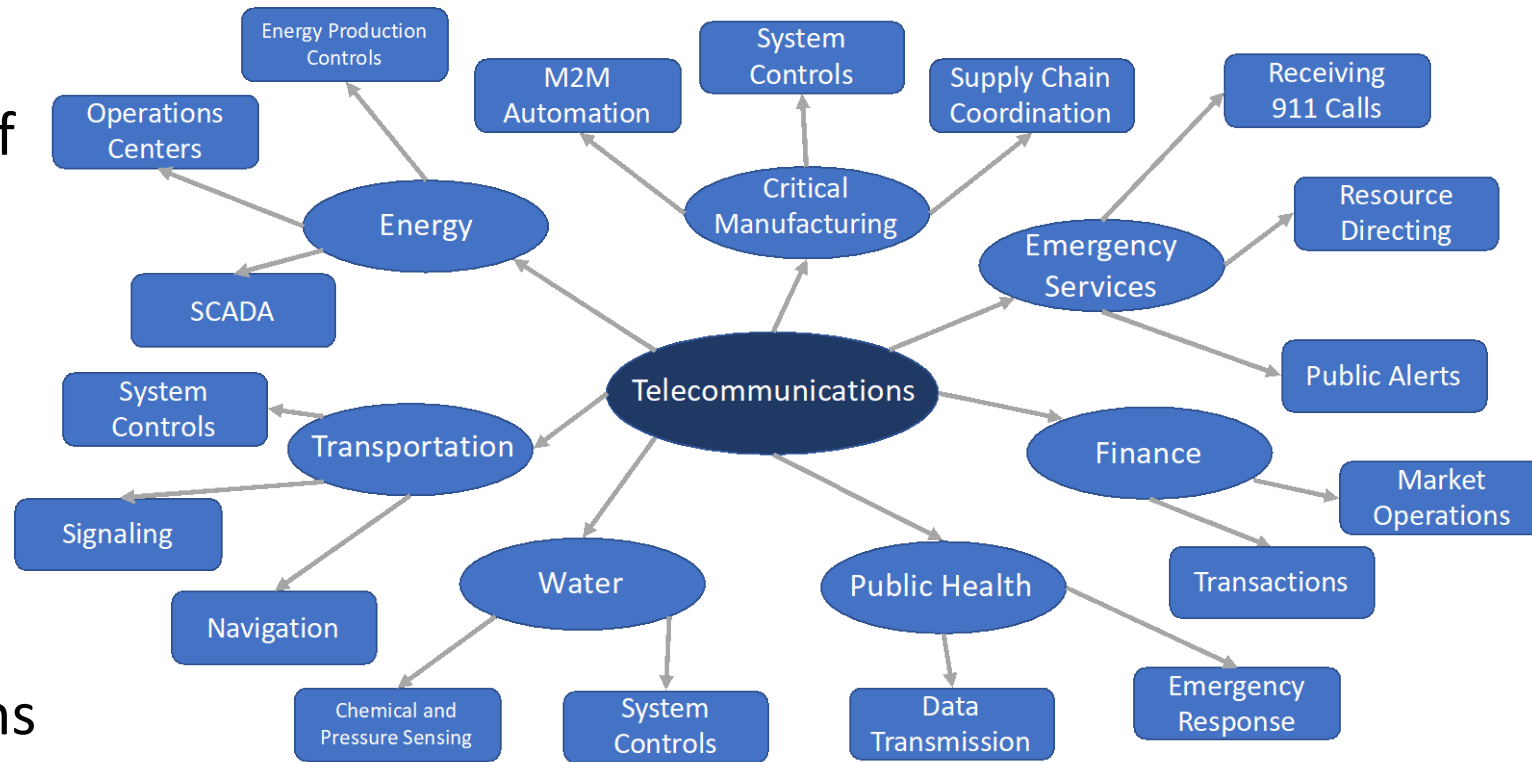 Energy Production
Controls
System
Controls
M2M
Automation
Supply Chain
Coordination
Receiving
911 Calls
Operations
Centers
f
Critical
Manufacturing
Resource
Directing
Energy
Emergency
Services
SCADA
Public Alerts
Telecommunications
System
Controls
Transportation
Finance
Market
Operations
Signaling
Water
Public Health
Transactions
Navigation
Chemical and
Pressure Sensing
System
Controls
Data
Transmission
Emergency
Response
ns